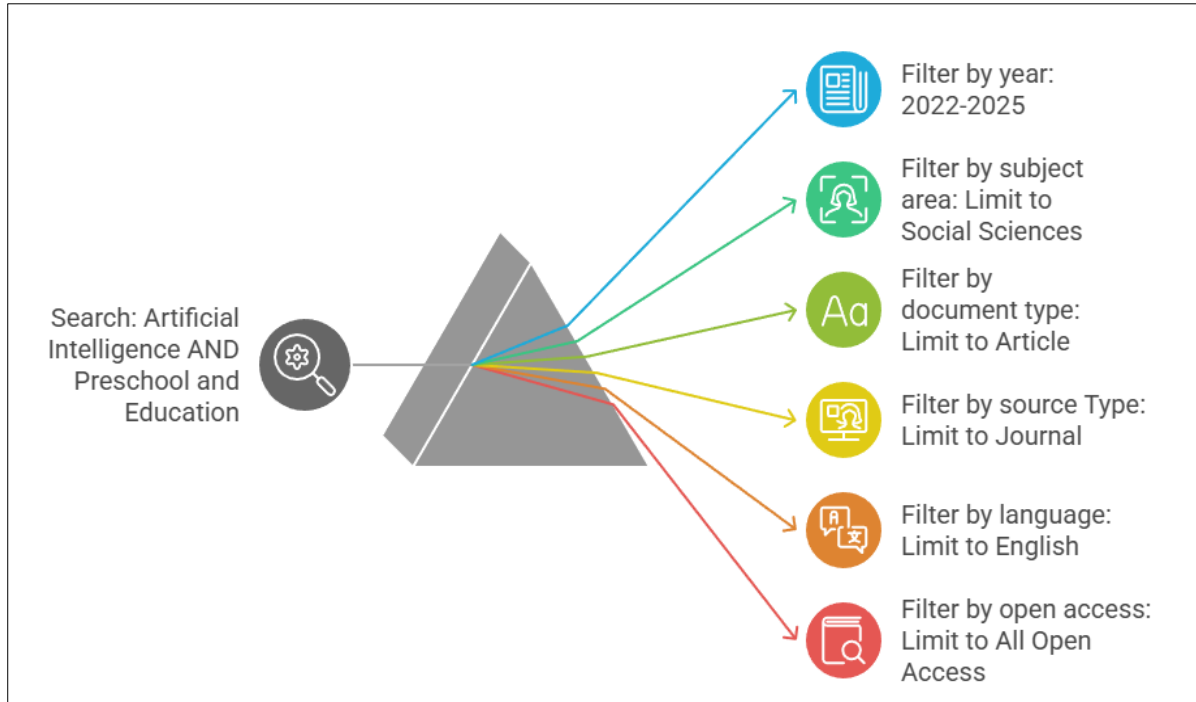 Search: Artificial
Intelligence AND
Preschool and
Education
Filter by year:
2022-2025
Filter by subject
area: Limit to
Social Sciences
Aa
Filter by
document type:
Limit to Article
Filter by source Type:
Limit to Journal
A
文
Filter by language:
Limit to English
Filter by open access:
Limit to All Open
Access